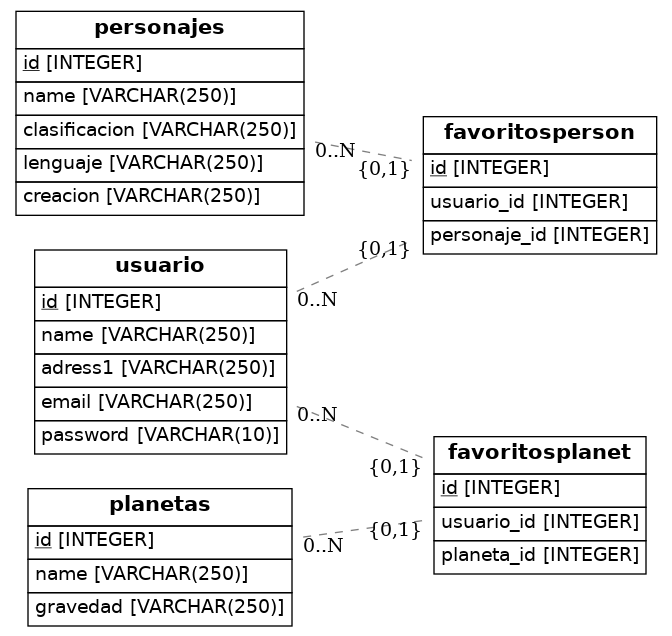 personajes
id [INTEGER]
name [VARCHAR(250)]
clasificacion [VARCHAR(250)]
lenguaje [VARCHAR(250)]
creacion [VARCHAR(250)]
0..N
{0,1}
favoritosperson
id [INTEGER]
usuario_id [INTEGER]
personaje_id [INTEGER]
usuario
id [INTEGER]
name [VARCHAR(250)]
adress1 [VARCHAR(250)]
email [VARCHAR(250)]
password [VARCHAR(10)]
{0,1}
0..N
0..N
{0,1}
favoritosplanet
id [INTEGER]
usuario_id [INTEGER]
planeta_id [INTEGER]
planetas
id [INTEGER]
name [VARCHAR(250)]
gravedad [VARCHAR(250)]
{0,1}
0..N